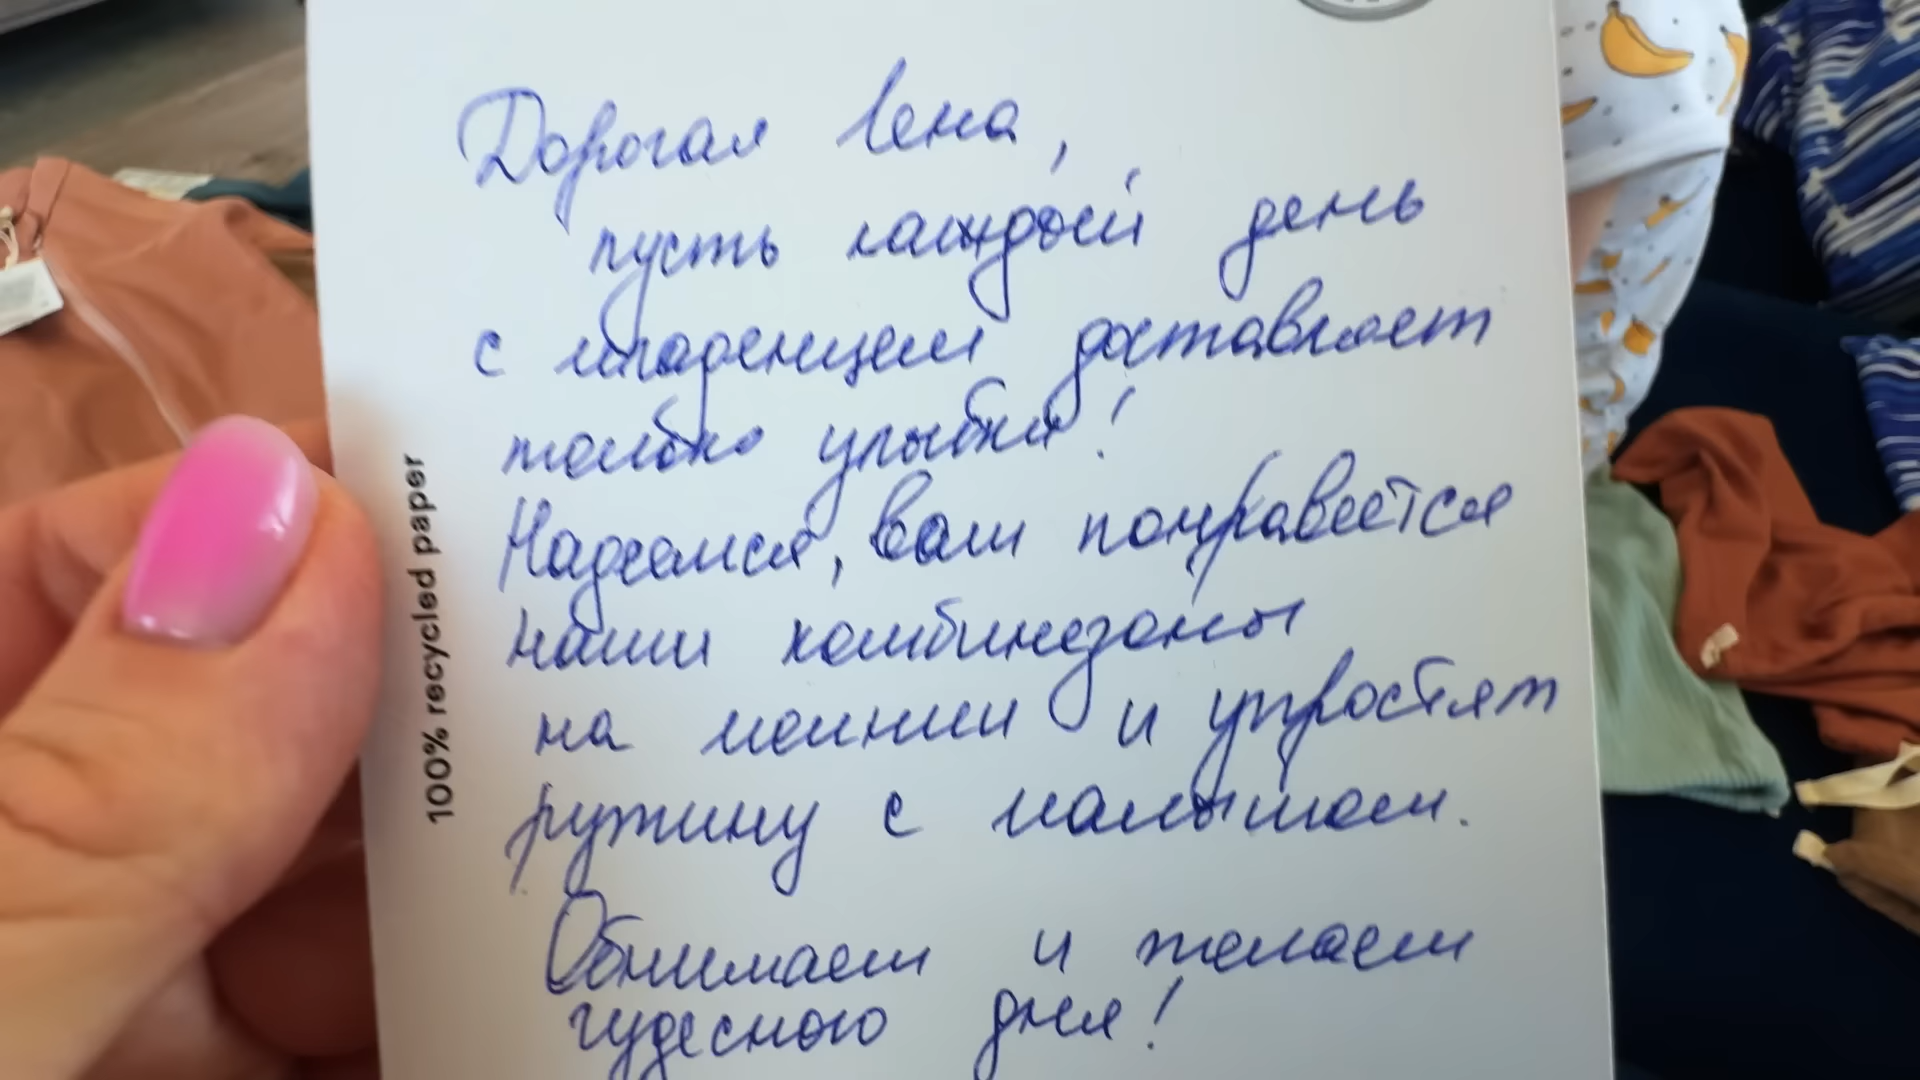 Дорогая Лена,
пусть каждый день
с младенцем доставляет
только улыбки!
Надеемся, вам понравятся
наши комбинезоны
на молнии и упростят
рутину с малышом.
Обнимаем и желаем
чудесного дня!
100% recycled paper